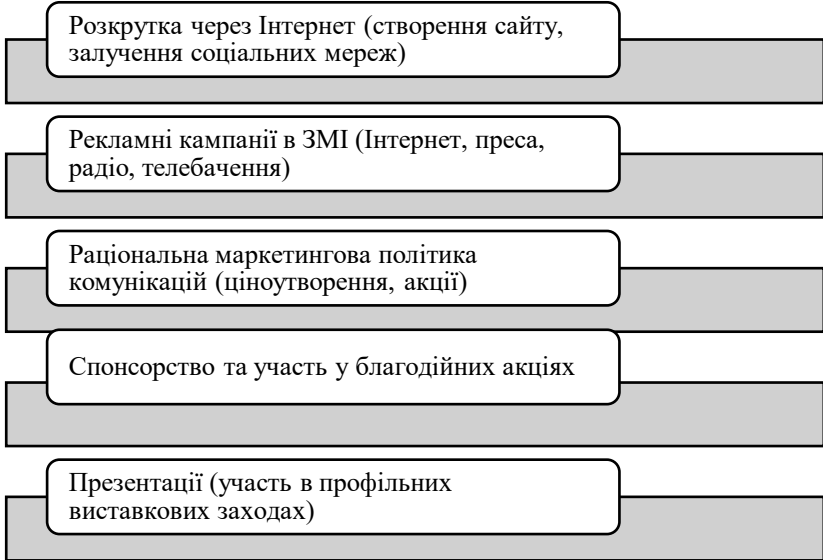 Розкрутка через Інтернет (створення сайту,
залучення соціальних мереж)
Рекламні кампанії в ЗМІ (Інтернет, преса,
радіо, телебачення)
Раціональна маркетингова політика
комунікацій (ціноутворення, акції)
Спонсорство та участь у благодійних акціях
Презентації (участь в профільних
виставкових заходах)